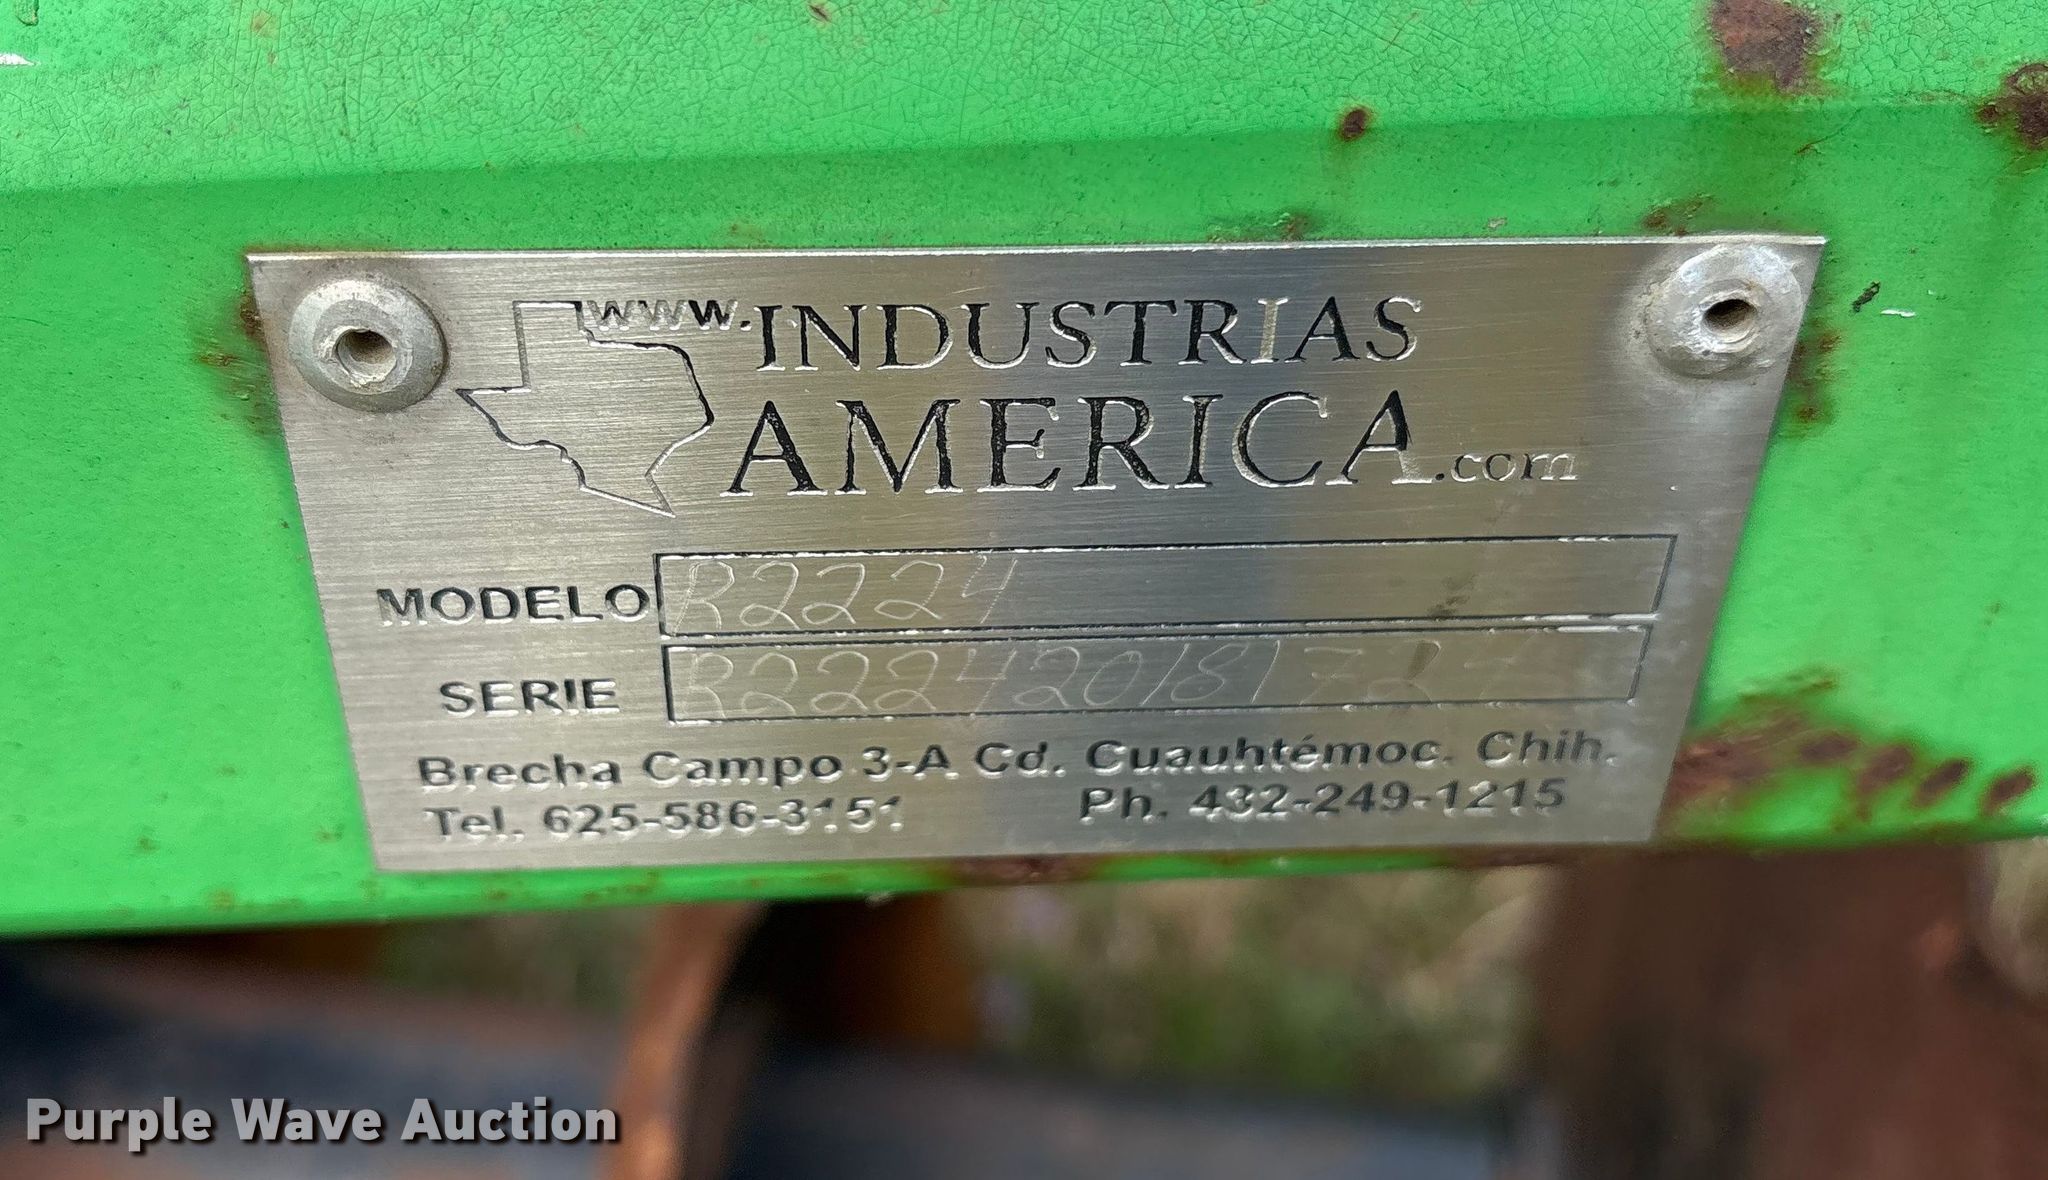 www. INDUSTRIAS
AMERICA.com
MODELO R2224
SERIE
Brecha Campo 3-A Cd. Cuauhtémoc. Chih.
Tel. 625-586-3151 Ph. 432-249-1215
Purple Wave Auction